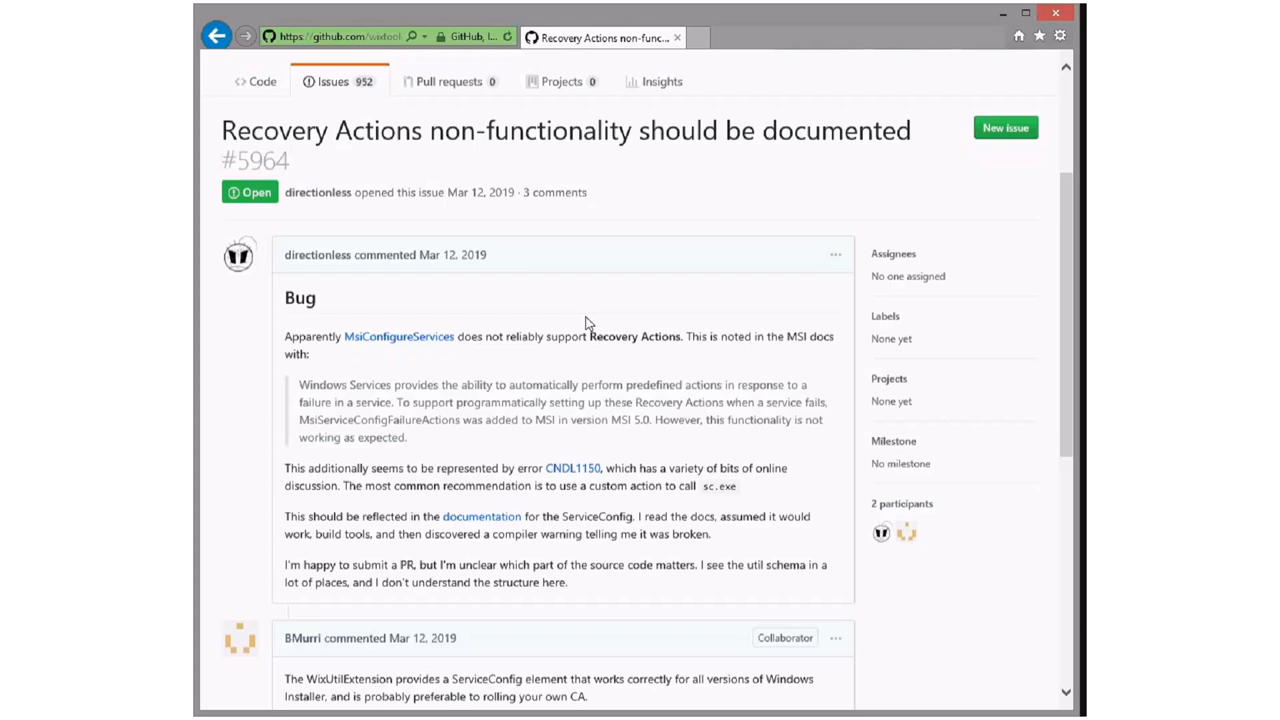 https://github.com/wixtool
GitHub, I...
Recovery Actions non-func...
Code
Issues 952
Pull requests 0
Projects 0
Insights
Recovery Actions non-functionality should be documented
#5964
New issue
Open
directionless opened this issue Mar 12, 2019 · 3 comments
directionless commented Mar 12, 2019
Bug
Apparently MsiConfigureServices does not reliably support Recovery Actions. This is noted in the MSI docs
with:
Windows Services provides the ability to automatically perform predefined actions in response to a
failure in a service. To support programmatically setting up these Recovery Actions when a service fails,
MsiServiceConfigFailureActions was added to MSI in version MSI 5.0. However, this functionality is not
working as expected.
This additionally seems to be represented by error CNDL1150, which has a variety of bits of online
discussion. The most common recommendation is to use a custom action to call sc.exe
This should be reflected in the documentation for the ServiceConfig. I read the docs, assumed it would
work, build tools, and then discovered a compiler warning telling me it was broken.
I'm happy to submit a PR, but I'm unclear which part of the source code matters. I see the util schema in a
lot of places, and I don't understand the structure here.
Assignees
No one assigned
Labels
None yet
Projects
None yet
Milestone
No milestone
2 participants
BMurri commented Mar 12, 2019
Collaborator
The WixUtilExtension provides a ServiceConfig element that works correctly for all versions of Windows
Installer, and is probably preferable to rolling your own CA.